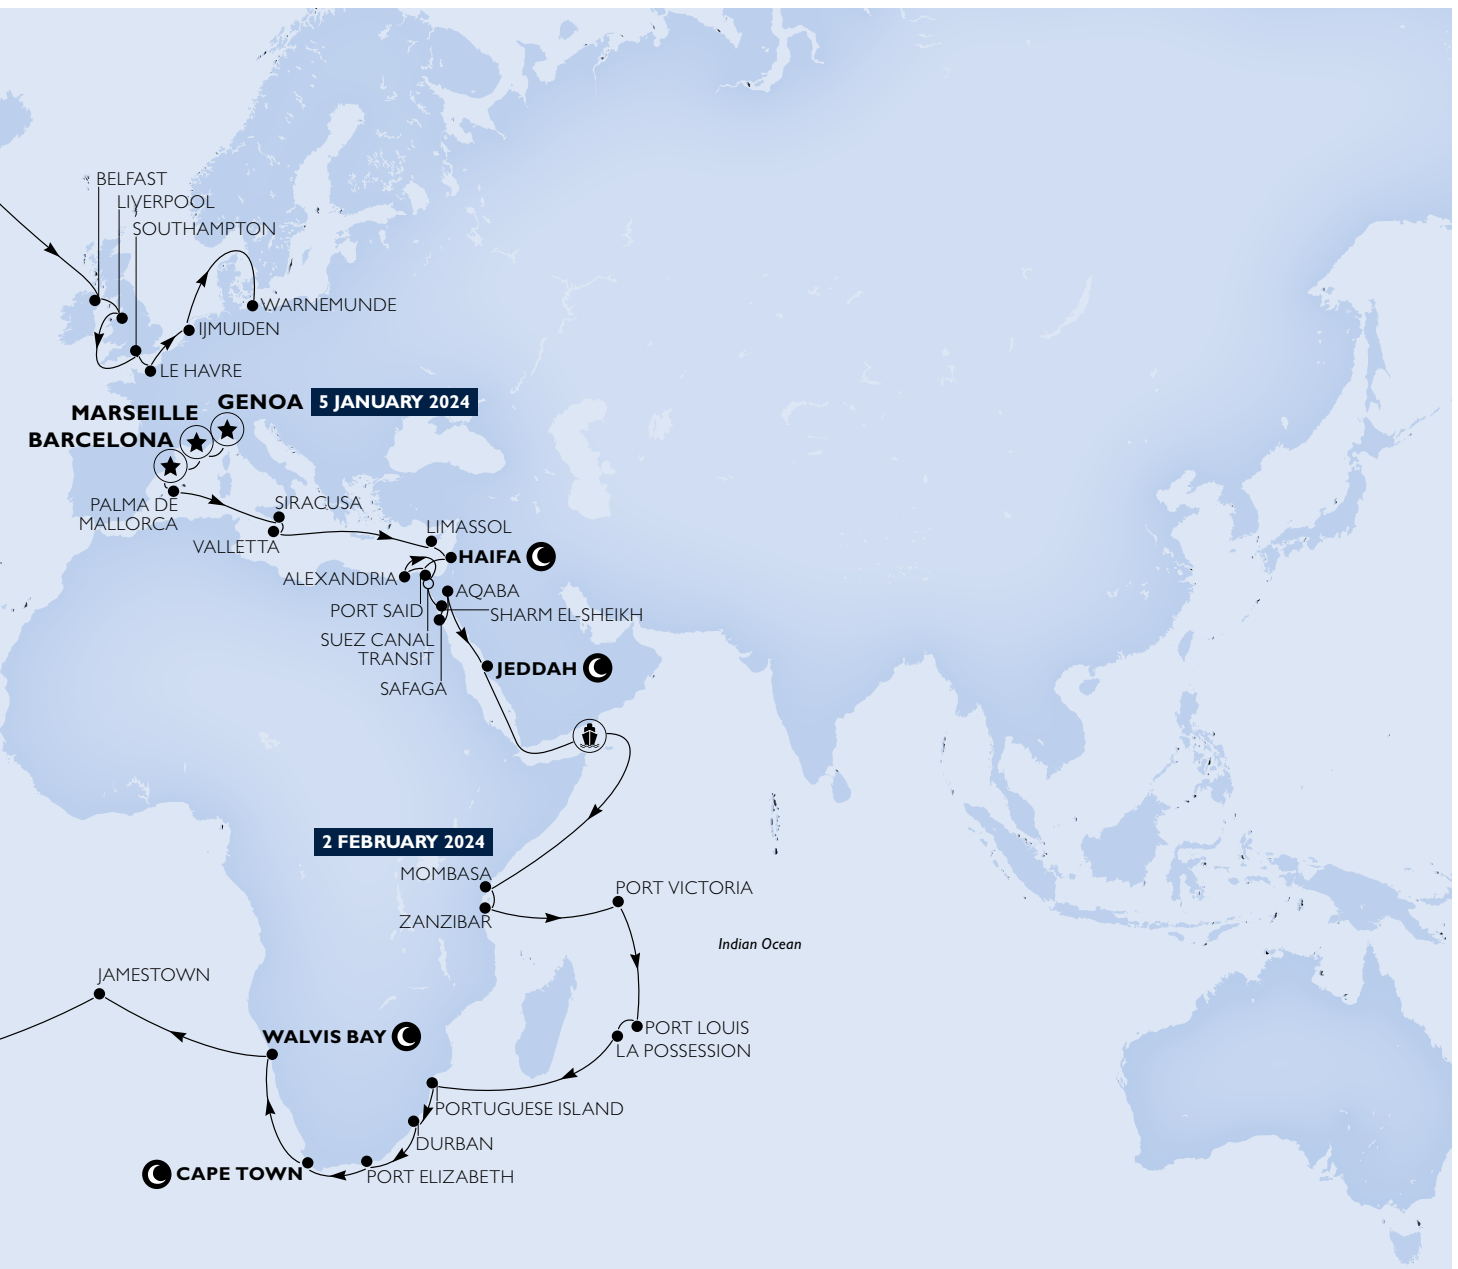 BELFAST
LIVERPOOL
SOUTHAMPTON
WARNEMUNDE
IJMUIDEN
LE HAVRE
GENOA
5 JANUARY 2024
MARSEILLE
BARCELONA
PALMA DE
MALLORCA
SIRACUSA
VALLETTA
LIMASSOL
HAIFA
ALEXANDRIA
AQABA
PORT SAID
SHARM EL-SHEIKH
SUEZ CANAL
TRANSIT
JEDDAH
SAFAGA
2 FEBRUARY 2024
MOMBASA
PORT VICTORIA
ZANZIBAR
Indian Ocean
JAMESTOWN
PORT LOUIS
WALVIS BAY
LA POSSESSION
PORTUGUESE ISLAND
DURBAN
CAPE TOWN
PORT ELIZABETH